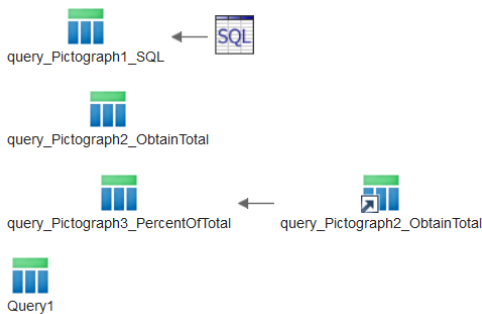 SQL
query_Pictograph1_SQL
query_Pictograph2_ObtainTotal
query_Pictograph3_PercentOfTotal
query_Pictograph2_ObtainTotal
Query1